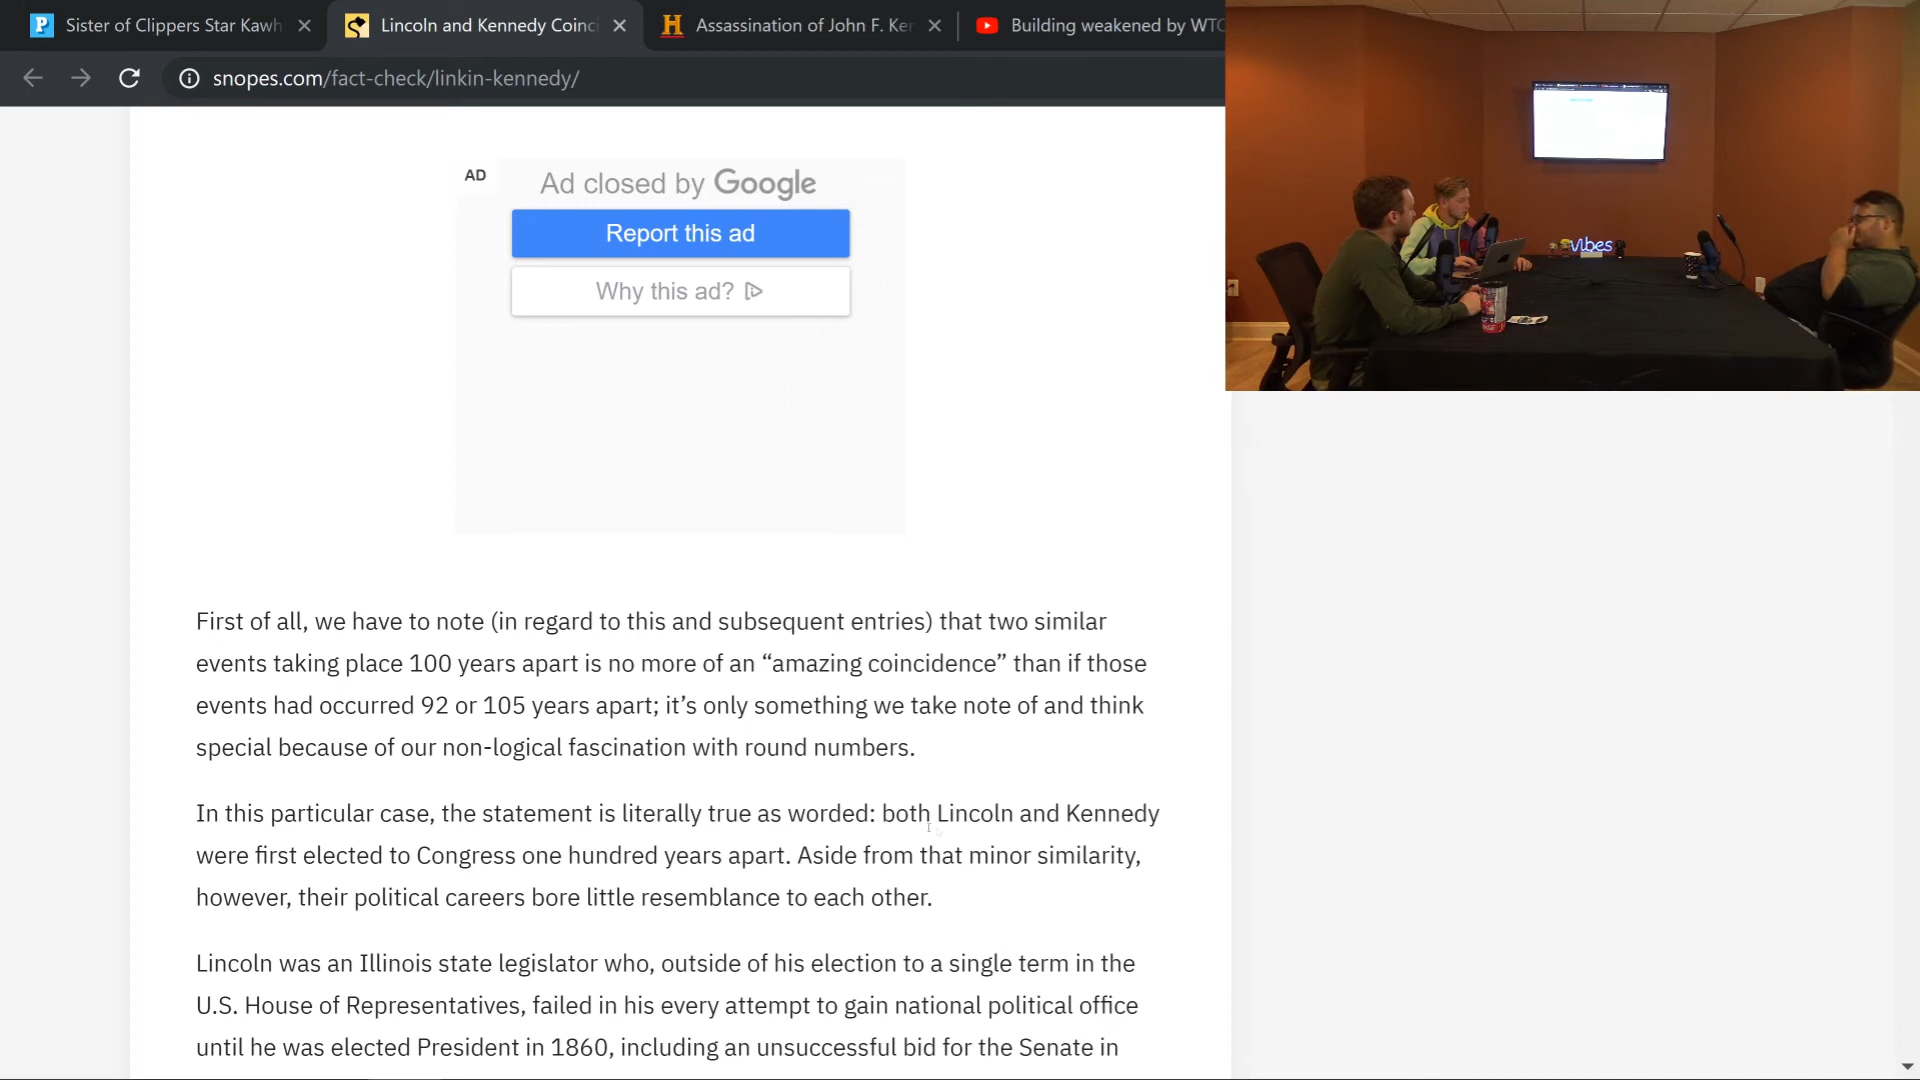 Sister of Clippers Star Kawh
Lincoln and Kennedy Coinci
Assassination of John F. Ken
Building weakened by WTC
snopes.com/fact-check/linkin-kennedy/
AD
Ad closed by Google
Report this ad
Why this ad?
Vibes
First of all, we have to note (in regard to this and subsequent entries) that two similar
events taking place 100 years apart is no more of an “amazing coincidence” than if those
events had occurred 92 or 105 years apart; it’s only something we take note of and think
special because of our non-logical fascination with round numbers.
In this particular case, the statement is literally true as worded: both Lincoln and Kennedy
were first elected to Congress one hundred years apart. Aside from that minor similarity,
however, their political careers bore little resemblance to each other.
Lincoln was an Illinois state legislator who, outside of his election to a single term in the
U.S. House of Representatives, failed in his every attempt to gain national political office
until he was elected President in 1860, including an unsuccessful bid for the Senate in